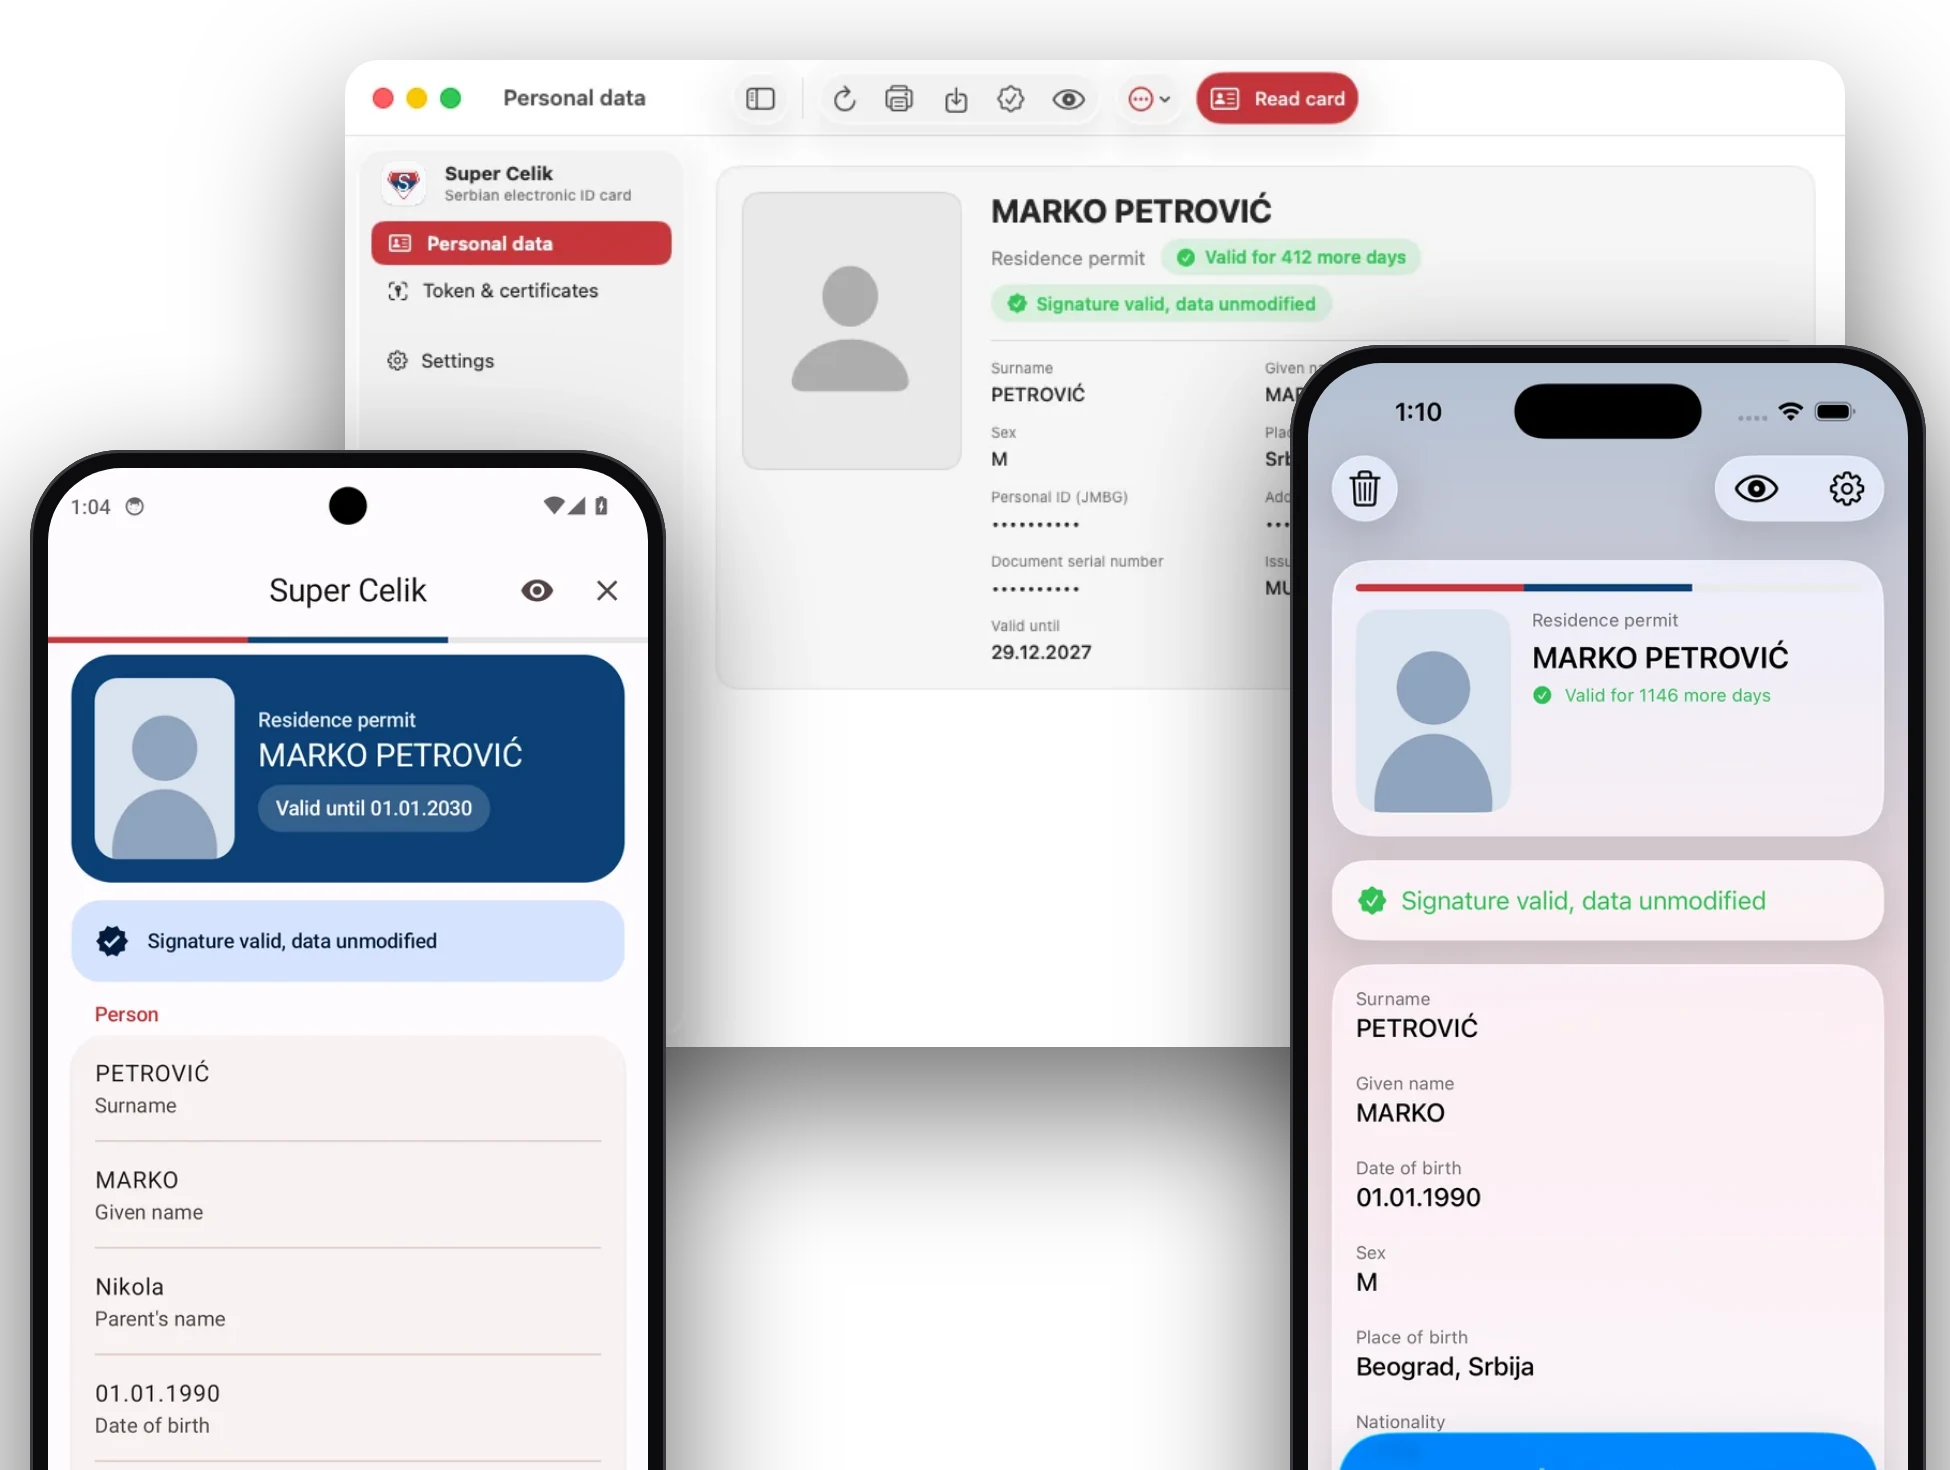 Personal data
Read card
Super Celik
Serbian electronic ID card
Personal data
Token & certificates
Settings
MARKO PETROVIĆ
Residence permit
Valid for 412 more days
Signature valid, data unmodified
Surname
PETROVIĆ
Given
Sex
M
Personal ID (JMBG)
••••••••••
Document serial number
••••••••••
Valid until
29.12.2027
1:04
Super Celik
Residence permit
MARKO PETROVIĆ
Valid until 01.01.2030
Signature valid, data unmodified
Person
PETROVIĆ
Surname
MARKO
Given name
Nikola
Parent's name
01.01.1990
Date of birth
1:10
Residence permit
MARKO PETROVIĆ
Valid for 1146 more days
Signature valid, data unmodified
Surname
PETROVIĆ
Given name
MARKO
Date of birth
01.01.1990
Sex
M
Place of birth
Beograd, Srbija
Nationality